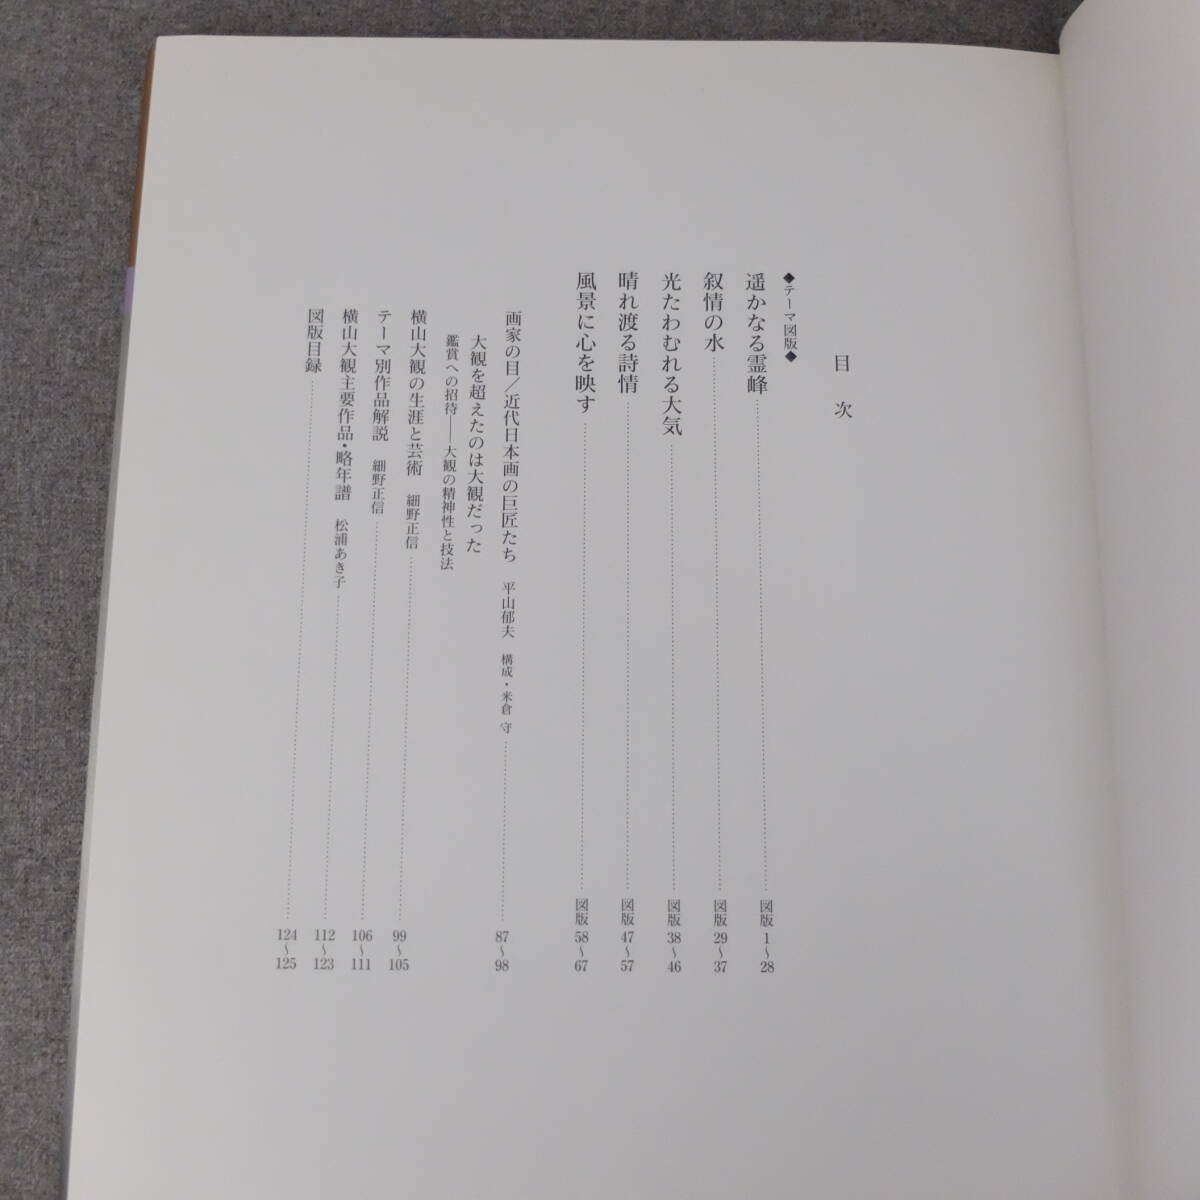 目次
◆テーマ図版◆
遥かなる霊峰 図版 1〜28
叙情の水 図版 29〜37
光たわむれる大気 図版 38〜46
晴れ渡る詩情 図版 47〜57
風景に心を映す 図版 58〜67
画家の目／近代日本画の巨匠たち 平山郁夫 構成・米倉 守 87〜98
大観を超えたのは大観だった
鑑賞への招待――大観の精神性と技法
横山大観の生涯と芸術 細野正信 99〜105
テーマ別作品解説 細野正信 106〜111
横山大観主要作品・略年譜 松浦あき子 112〜123
図版目録 124〜125